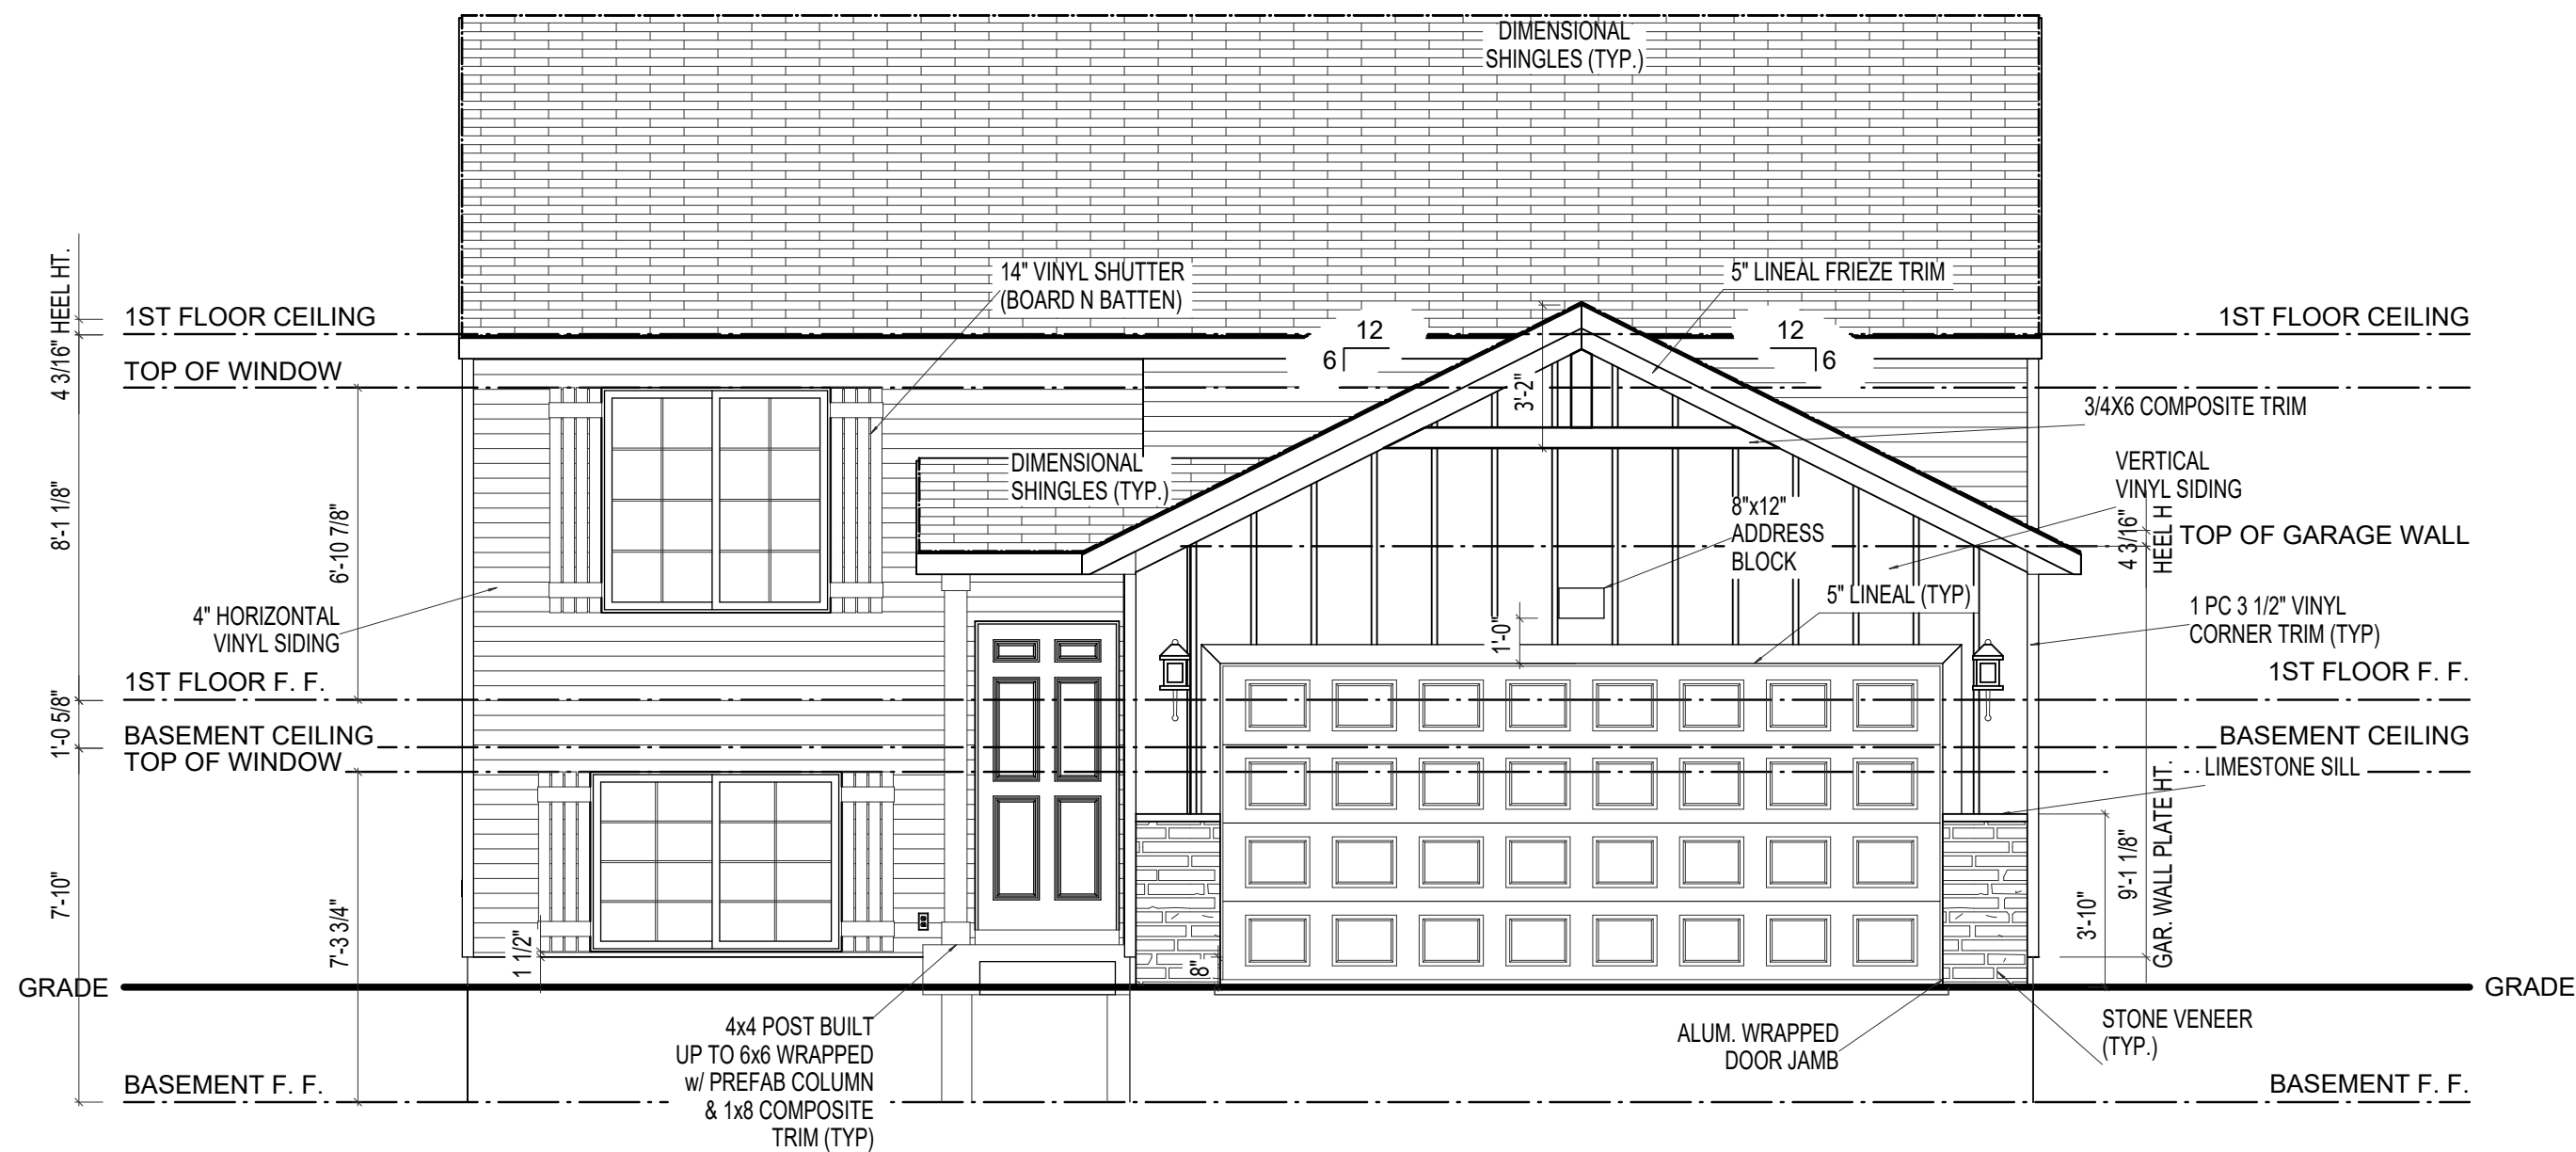 DIMENSIONAL
SHINGLES (TYP.)
14" VINYL SHUTTER
(BOARD N BATTEN)
5" LINEAL FRIEZE TRIM
4 3/16" HEEL HT.
1ST FLOOR CEILING
1ST FLOOR CEILING
12
6
12
6
TOP OF WINDOW
3'-2"
3/4X6 COMPOSITE TRIM
DIMENSIONAL
SHINGLES (TYP.)
VERTICAL
VINYL SIDING
8'-1 1/8"
6'-10 7/8"
8"x12"
ADDRESS
BLOCK
4 3/16"
HEEL H
TOP OF GARAGE WALL
5" LINEAL (TYP)
4" HORIZONTAL
VINYL SIDING
1'-0"
1 PC 3 1/2" VINYL
CORNER TRIM (TYP)
1ST FLOOR F. F.
1ST FLOOR F. F.
1'-0 5/8"
BASEMENT CEILING
BASEMENT CEILING
TOP OF WINDOW
LIMESTONE SILL
7'-10"
7'-3 3/4"
1 1/2"
8"
3'-10"
9'-1 1/8"
GAR. WALL PLATE HT.
GRADE
GRADE
4x4 POST BUILT
UP TO 6x6 WRAPPED
w/ PREFAB COLUMN
& 1x8 COMPOSITE
TRIM (TYP)
ALUM. WRAPPED
DOOR JAMB
STONE VENEER
(TYP.)
BASEMENT F. F.
BASEMENT F. F.